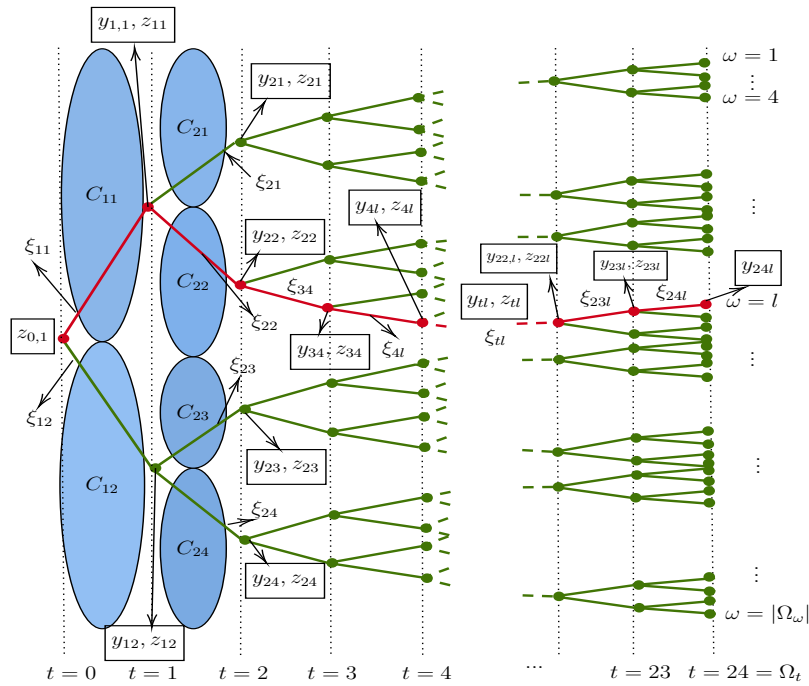 y_{1,1}, z_{11}
ω = 1
y_{21}, z_{21}
⋮
ω = 4
C_{21}
C_{11}
ξ_{21}
y_{4l}, z_{4l}
⋮
ξ_{11}
y_{22}, z_{22}
y_{22,l}, z_{22l}
y_{23l}, z_{23l}
y_{24l}
C_{22}
ξ_{34}
y_{tl}, z_{tl}
ξ_{23l}
ξ_{24l}
ω = l
z_{0,1}
ξ_{22}
y_{34}, z_{34}
ξ_{4l}
ξ_{tl}
⋮
ξ_{12}
C_{23}
ξ_{23}
y_{23}, z_{23}
⋮
C_{12}
ξ_{24}
C_{24}
y_{24}, z_{24}
⋮
ω = |Ω_ω|
y_{12}, z_{12}
t = 0 t = 1 t = 2 t = 3 t = 4 ... t = 23 t = 24 = Ω_t